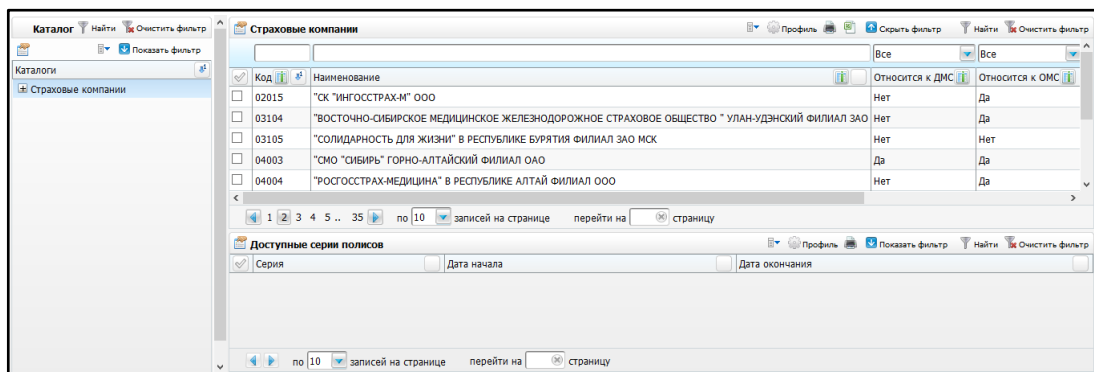 Каталог Найти Очистить фильтр
Показать фильтр
Каталоги
Страховые компании
Страховые компании Профиль Скрыть фильтр Найти Очистить фильтр
Все Все
Код Наименование Относится к ДМС Относится к ОМС
02015 "СК "ИНГОССТРАХ-М" ООО Нет Да
03104 "ВОСТОЧНО-СИБИРСКОЕ МЕДИЦИНСКОЕ ЖЕЛЕЗНОДОРОЖНОЕ СТРАХОВОЕ ОБЩЕСТВО " УЛАН-УДЭНСКИЙ ФИЛИАЛ ЗАО Нет Да
03105 "СОЛИДАРНОСТЬ ДЛЯ ЖИЗНИ" В РЕСПУБЛИКЕ БУРЯТИЯ ФИЛИАЛ ЗАО МСК Нет Нет
04003 "СМО "СИБИРЬ" ГОРНО-АЛТАЙСКИЙ ФИЛИАЛ ОАО Да Да
04004 "РОСГОССТРАХ-МЕДИЦИНА" В РЕСПУБЛИКЕ АЛТАЙ ФИЛИАЛ ООО Нет Да
1 2 3 4 5 .. 35 по 10 записей на странице перейти на страницу
Доступные серии полисов Профиль Показать фильтр Найти Очистить фильтр
Серия Дата начала Дата окончания
по 10 записей на странице перейти на страницу